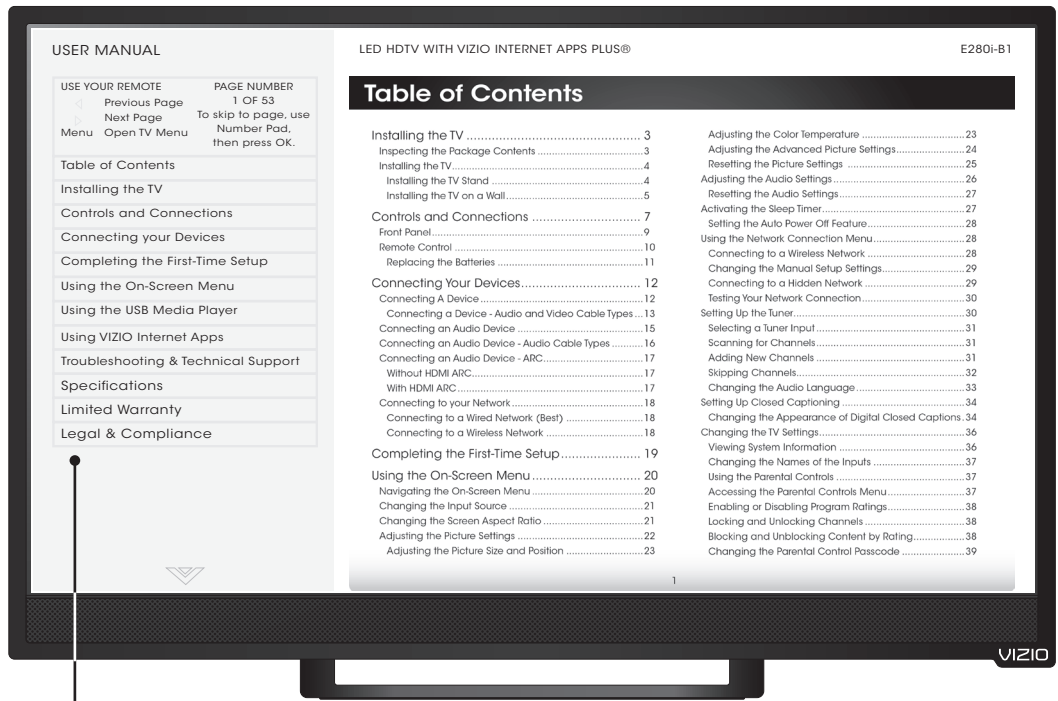 USER MANUAL
LED HDTV WITH VIZIO INTERNET APPS PLUS®
E280i-B1
USE YOUR REMOTE
Previous Page
Next Page
Menu Open TV Menu
PAGE NUMBER
1 OF 53
To skip to page, use
Number Pad,
then press OK.
Table of Contents
Installing the TV
Controls and Connections
Connecting your Devices
Completing the First-Time Setup
Using the On-Screen Menu
Using the USB Media Player
Using VIZIO Internet Apps
Troubleshooting & Technical Support
Specifications
Limited Warranty
Legal & Compliance
Table of Contents
Installing the TV ........ 3
Inspecting the Package Contents ........ 3
Installing the TV ........ 4
Installing the TV Stand ........ 4
Installing the TV on a Wall ........ 5
Controls and Connections ........ 7
Front Panel ........ 9
Remote Control ........ 10
Replacing the Batteries ........ 11
Connecting Your Devices ........ 12
Connecting A Device ........ 12
Connecting a Device - Audio and Video Cable Types ... 13
Connecting an Audio Device ........ 15
Connecting an Audio Device - Audio Cable Types ........ 16
Connecting an Audio Device - ARC ........ 17
Without HDMI ARC ........ 17
With HDMI ARC ........ 17
Connecting to your Network ........ 18
Connecting to a Wired Network (Best) ........ 18
Connecting to a Wireless Network ........ 18
Completing the First-Time Setup ........ 19
Using the On-Screen Menu ........ 20
Navigating the On-Screen Menu ........ 20
Changing the Input Source ........ 21
Changing the Screen Aspect Ratio ........ 21
Adjusting the Picture Settings ........ 22
Adjusting the Picture Size and Position ........ 23
Adjusting the Color Temperature ........ 23
Adjusting the Advanced Picture Settings ........ 24
Resetting the Picture Settings ........ 25
Adjusting the Audio Settings ........ 26
Resetting the Audio Settings ........ 27
Activating the Sleep Timer ........ 27
Setting the Auto Power Off Feature ........ 28
Using the Network Connection Menu ........ 28
Connecting to a Wireless Network ........ 28
Changing the Manual Setup Settings ........ 29
Connecting to a Hidden Network ........ 29
Testing Your Network Connection ........ 30
Setting Up the Tuner ........ 30
Selecting a Tuner Input ........ 31
Scanning for Channels ........ 31
Adding New Channels ........ 31
Skipping Channels ........ 32
Changing the Audio Language ........ 33
Setting Up Closed Captioning ........ 34
Changing the Appearance of Digital Closed Captions . 34
Changing the TV Settings ........ 36
Viewing System Information ........ 36
Changing the Names of the Inputs ........ 37
Using the Parental Controls ........ 37
Accessing the Parental Controls Menu ........ 37
Enabling or Disabling Program Ratings ........ 38
Locking and Unlocking Channels ........ 38
Blocking and Unblocking Content by Rating ........ 38
Changing the Parental Control Passcode ........ 39
1
VIZIO